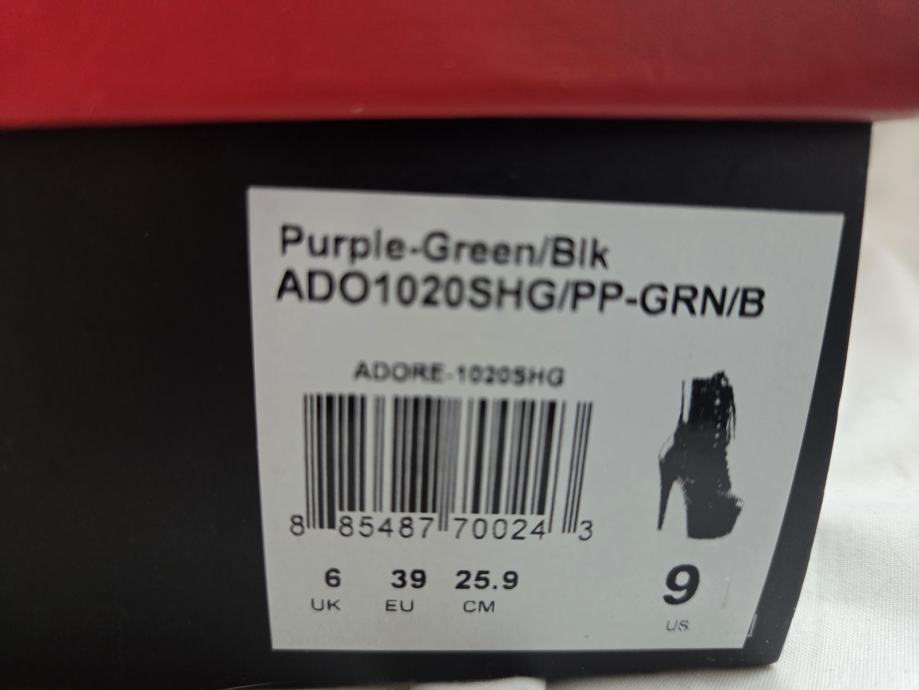 Purple-Green/Blk
ADO1020SHG/PP-GRN/B
ADORE-1020SHG
8 85487 70024 3
6 39 25.9
UK EU CM
9
US